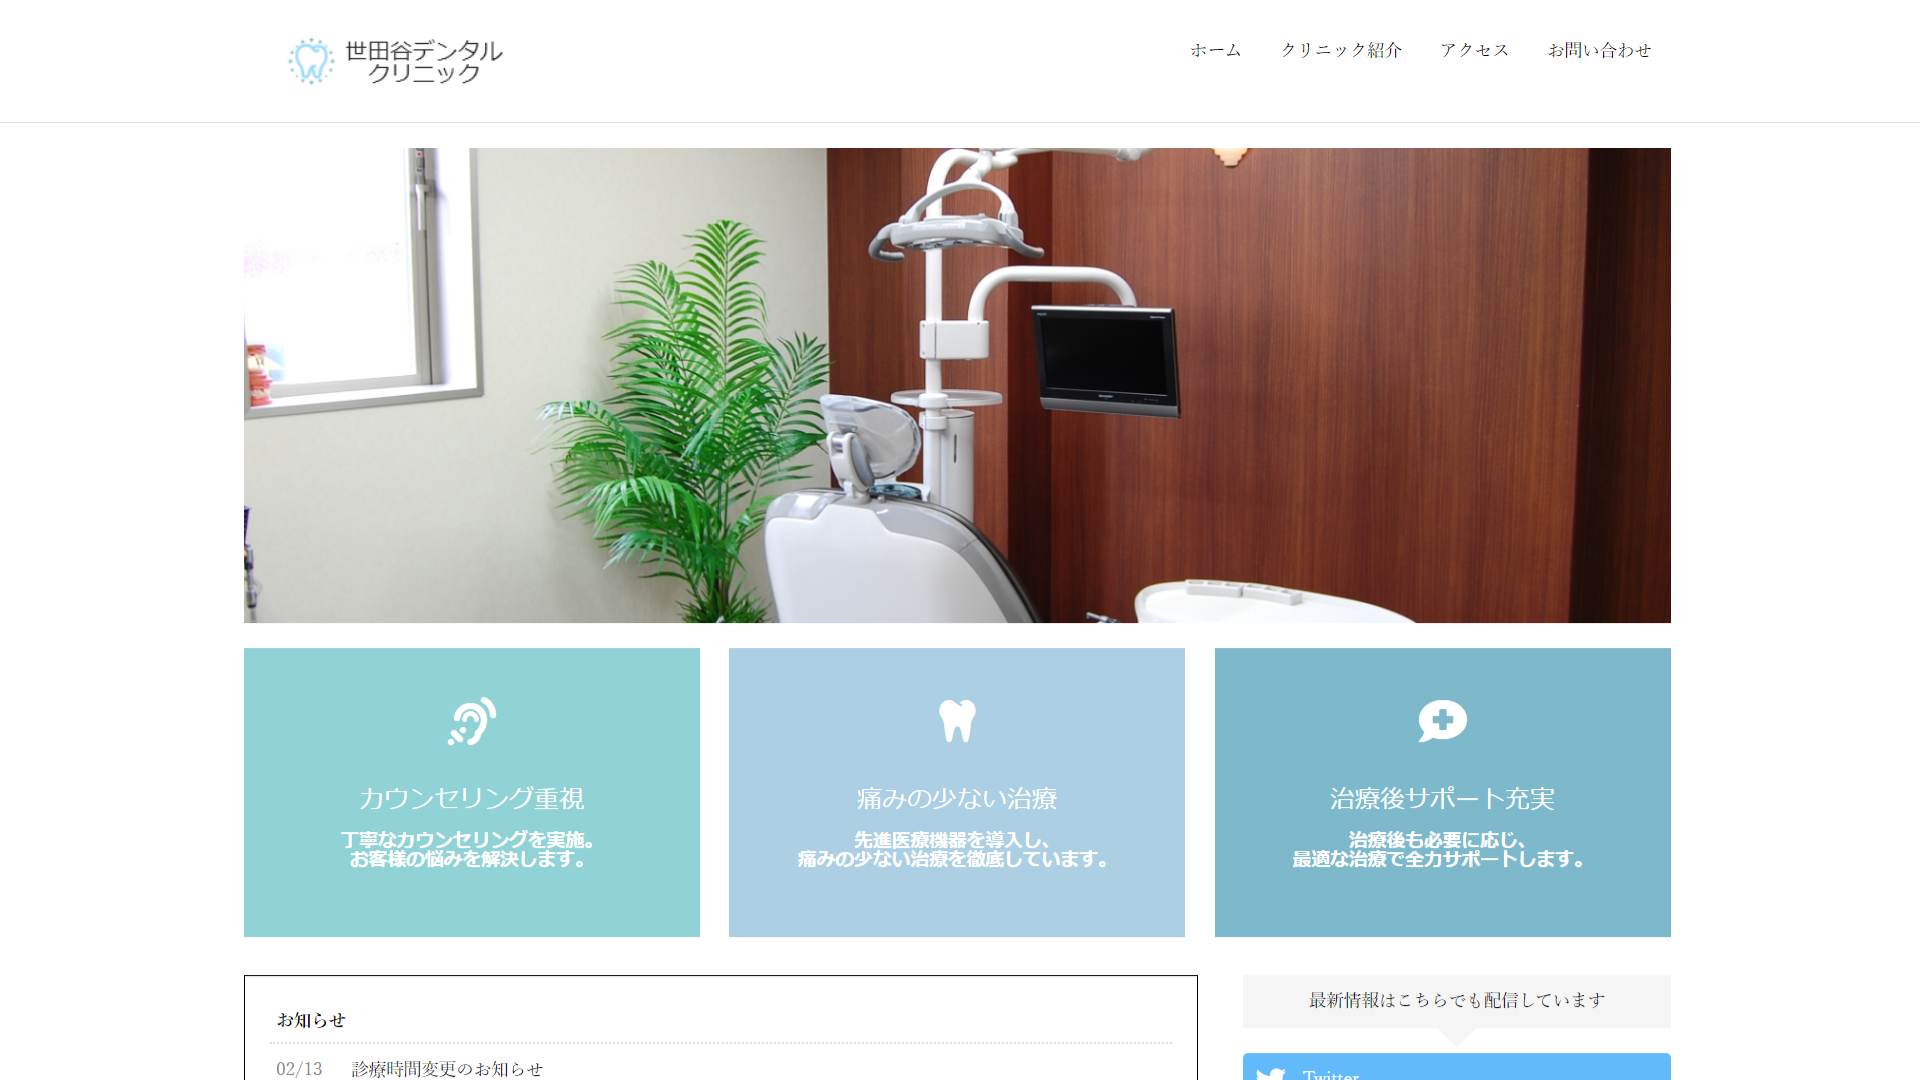 世田谷デンタル
クリニック
ホーム
クリニック紹介
アクセス
お問い合わせ
カウンセリング重視
丁寧なカウンセリングを実施。
お客様の悩みを解決します。
痛みの少ない治療
先進医療機器を導入し、
痛みの少ない治療を徹底しています。
治療後サポート充実
治療後も必要に応じ、
最適な治療で全力サポートします。
お知らせ
02/13 診療時間変更のお知らせ
最新情報はこちらでも配信しています
Twitter